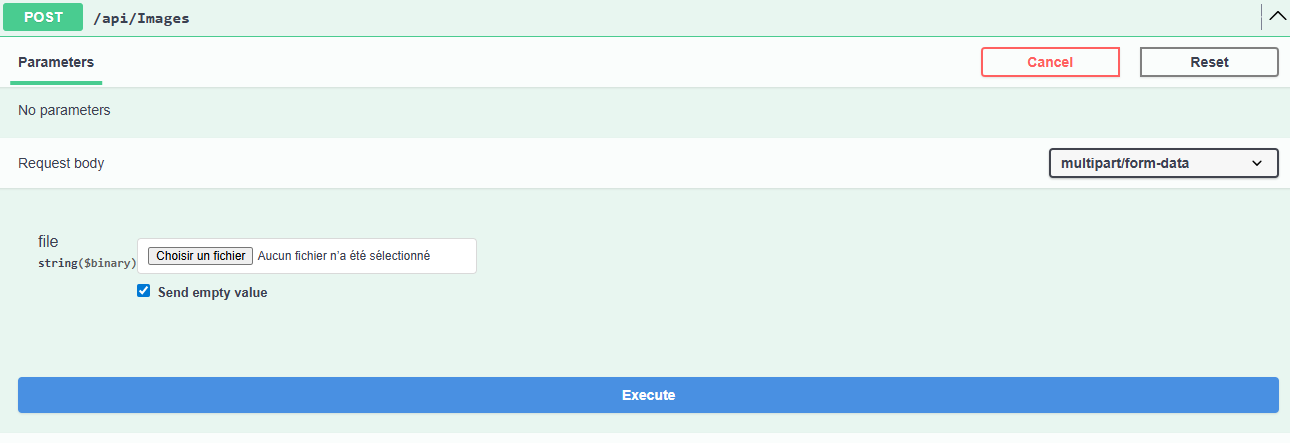 POST /api/Images
Parameters Cancel Reset
No parameters
Request body multipart/form-data
file
string($binary) Choisir un fichier Aucun fichier n'a été sélectionné
Send empty value
Execute